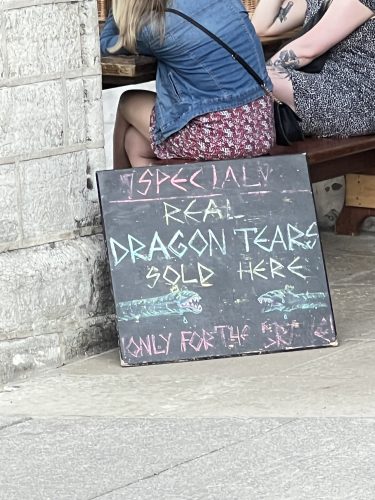 SPECIAL
REAL
DRAGON TEARS
SOLD HERE
ONLY FOR THE